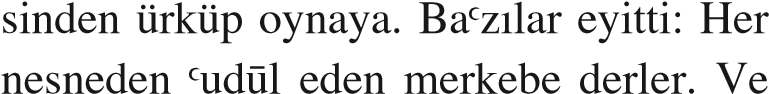 sinden ürküp oynaya. Baᶜzılar eyitti: Her
nesneden ᶜudūl eden merkebe derler. Ve